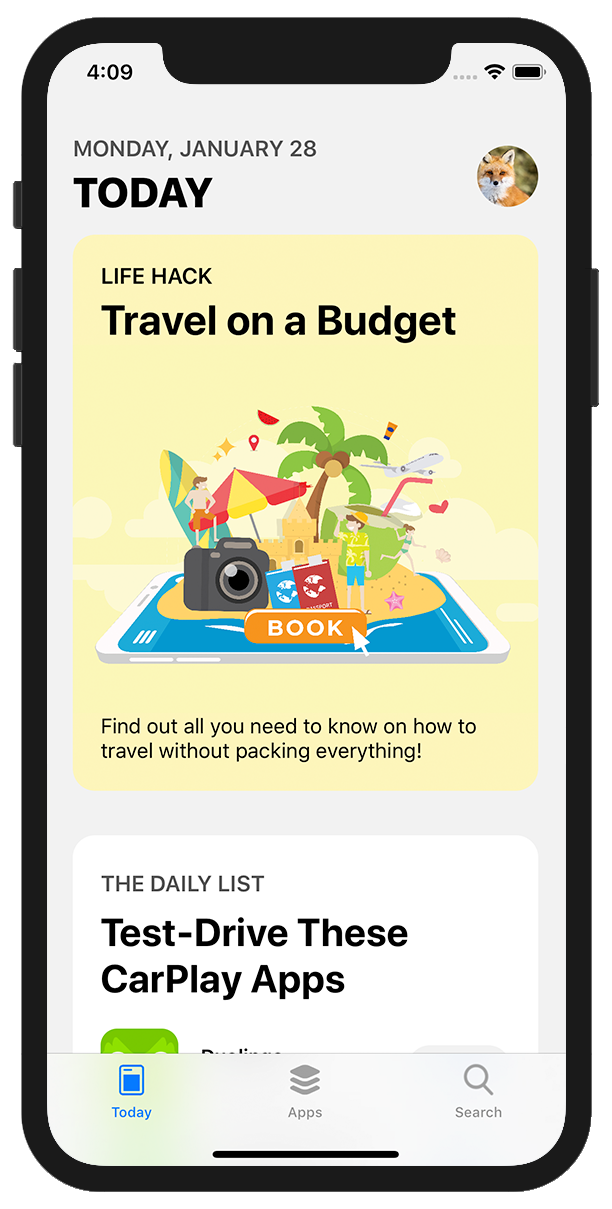 4:09
MONDAY, JANUARY 28
TODAY
LIFE HACK
Travel on a Budget
PASSPORT
BOOK
Find out all you need to know on how to
travel without packing everything!
THE DAILY LIST
Test-Drive These
CarPlay Apps
Duolingo
Today
Apps
Search